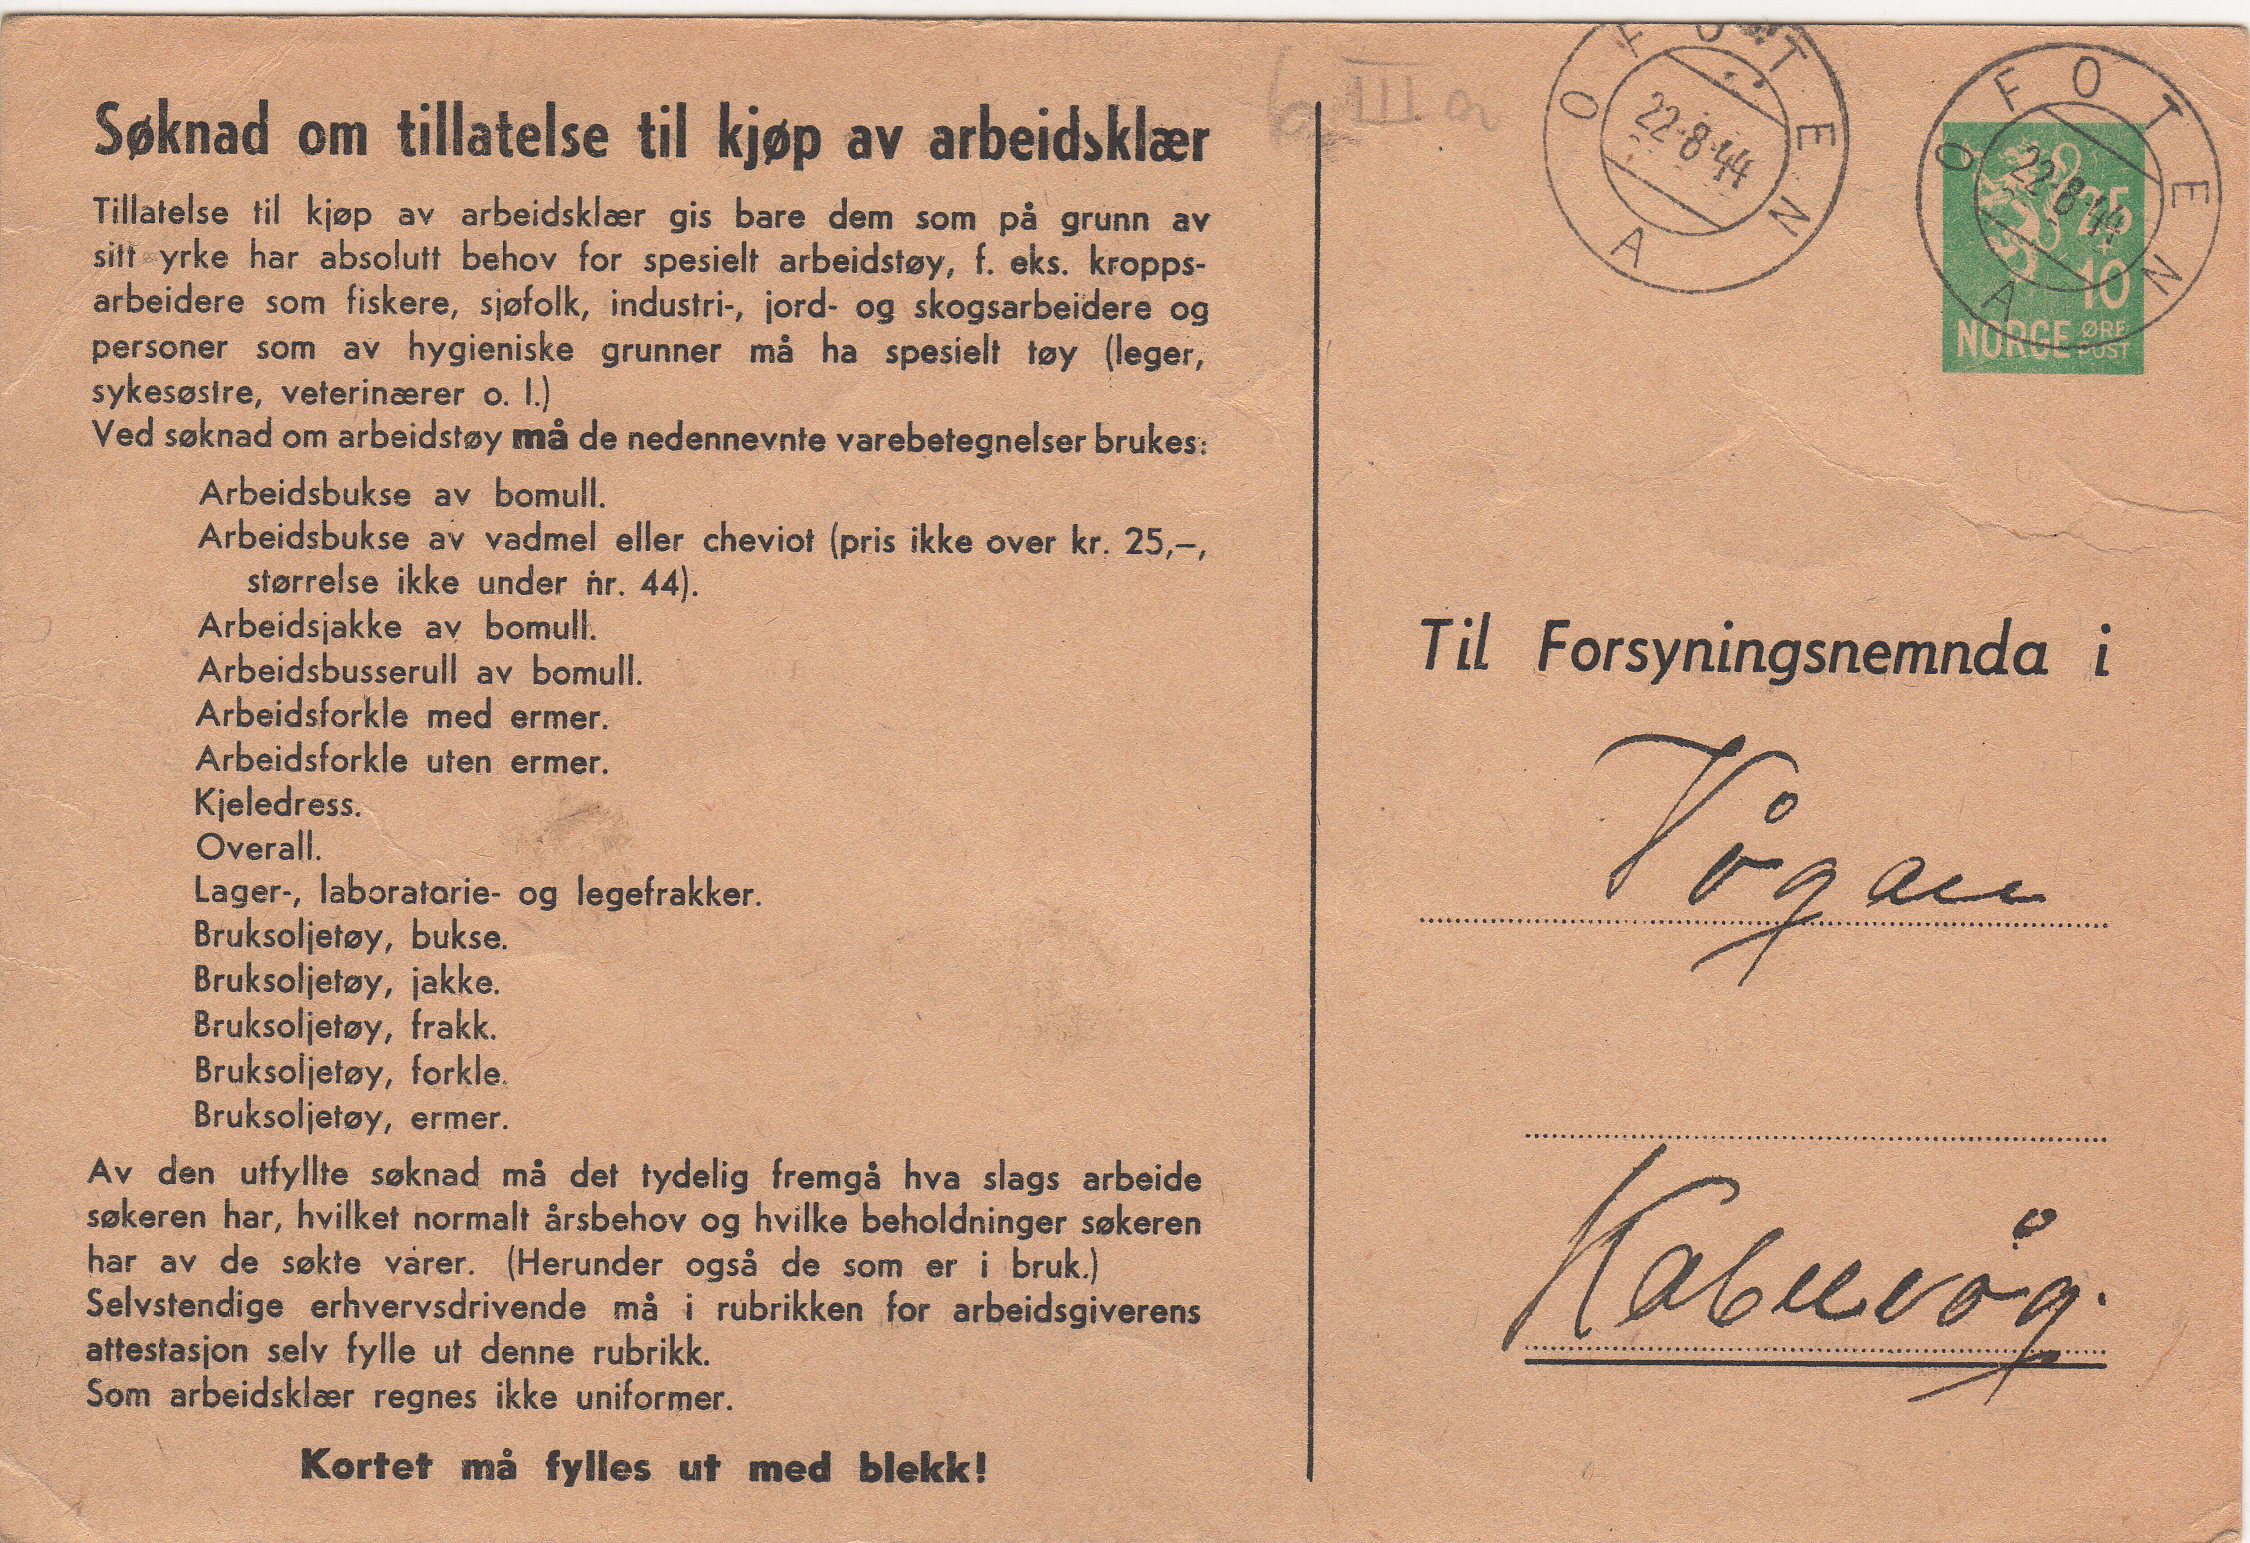 Søknad om tillatelse til kjøp av arbeidsklær
Tillatelse til kjøp av arbeidsklær gis bare dem som på grunn av
sitt yrke har absolutt behov for spesielt arbeidstøy, f. eks. kropps-
arbeidere som fiskere, sjøfolk, industri-, jord- og skogsarbeidere og
personer som av hygieniske grunner må ha spesielt tøy (leger,
sykesøstre, veterinærer o. l.)
Ved søknad om arbeidstøy må de nedennevnte varebetegnelser brukes:
Arbeidsbukse av bomull.
Arbeidsbukse av vadmel eller cheviot (pris ikke over kr. 25,–,
størrelse ikke under nr. 44).
Arbeidsjakke av bomull.
Arbeidsbusserull av bomull.
Arbeidsforkle med ermer.
Arbeidsforkle uten ermer.
Kjeledress.
Overall.
Lager-, laboratorie- og legefrakker.
Bruksoljetøy, bukse.
Bruksoljetøy, jakke.
Bruksoljetøy, frakk.
Bruksoljetøy, forkle.
Bruksoljetøy, ermer.
Av den utfyllte søknad må det tydelig fremgå hva slags arbeide
søkeren har, hvilket normalt årsbehov og hvilke beholdninger søkeren
har av de søkte varer. (Herunder også de som er i bruk.)
Selvstendige erhvervsdrivende må i rubrikken for arbeidsgiverens
attestasjon selv fylle ut denne rubrikk.
Som arbeidsklær regnes ikke uniformer.
Kortet må fylles ut med blekk!
III a
OFOTEN
22-8-44
A
OFOTEN
22-8-44
A
25
+
10
NORGE ØRE
POST
Til Forsyningsnemnda i
Vågan
Kabelvåg.